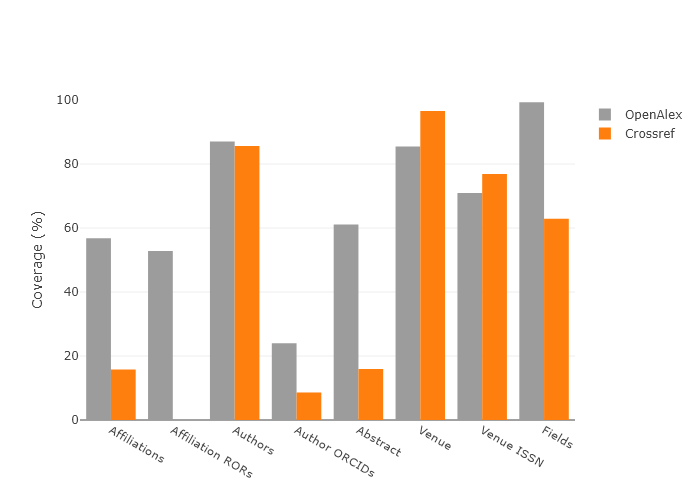 100
80
60
40
20
0
Coverage (%)
Affiliations
Affiliation RORs
Authors
Author ORCIDs
Abstract
Venue
Venue ISSN
Fields
OpenAlex
Crossref